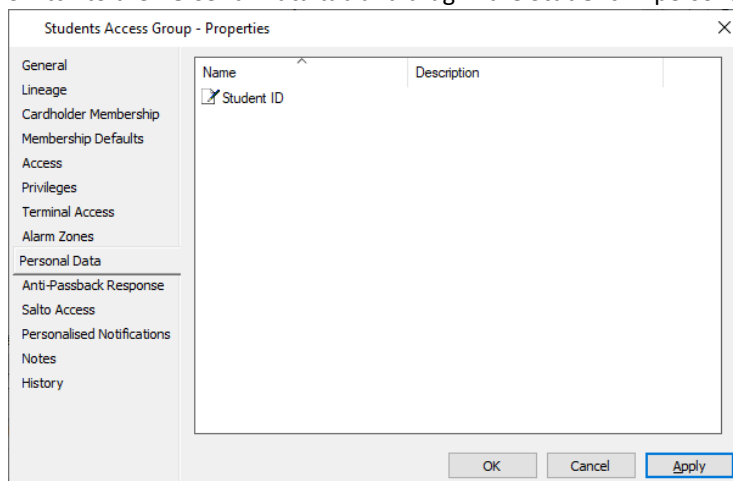 Students Access Group - Properties
General
Lineage
Cardholder Membership
Membership Defaults
Access
Privileges
Terminal Access
Alarm Zones
Personal Data
Anti-Passback Response
Salto Access
Personalised Notifications
Notes
History
Name Description
Student ID
OK Cancel Apply